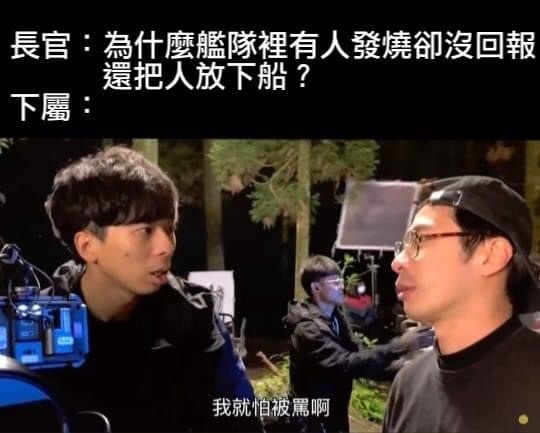 長官：為什麼艦隊裡有人發燒卻沒回報
還把人放下船？
下屬：
我就怕被罵啊